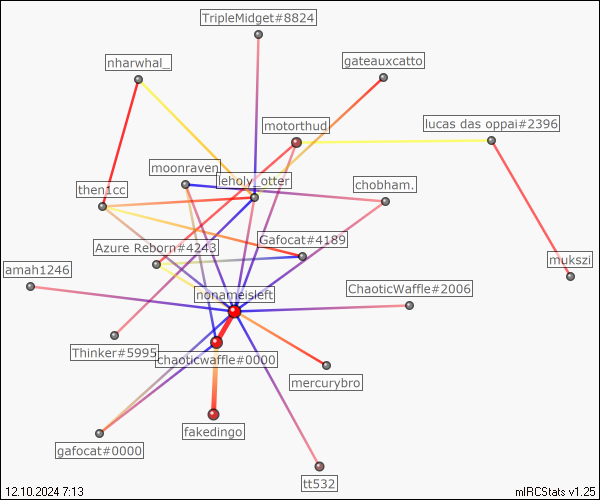 TripleMidget#8824
nharwhal_
gateauxcatto
motorthud
lucas das oppai#2396
moonraven
leholy_otter
then1cc
chobham.
Gafocat#4189
Azure Reborn#4243
mukszi
amah1246
nonameisleft
ChaoticWaffle#2006
Thinker#5995
chaoticwaffle#0000
mercurybro
fakedingo
gafocat#0000
tt532
12.10.2024 7:13
mIRCStats v1.25